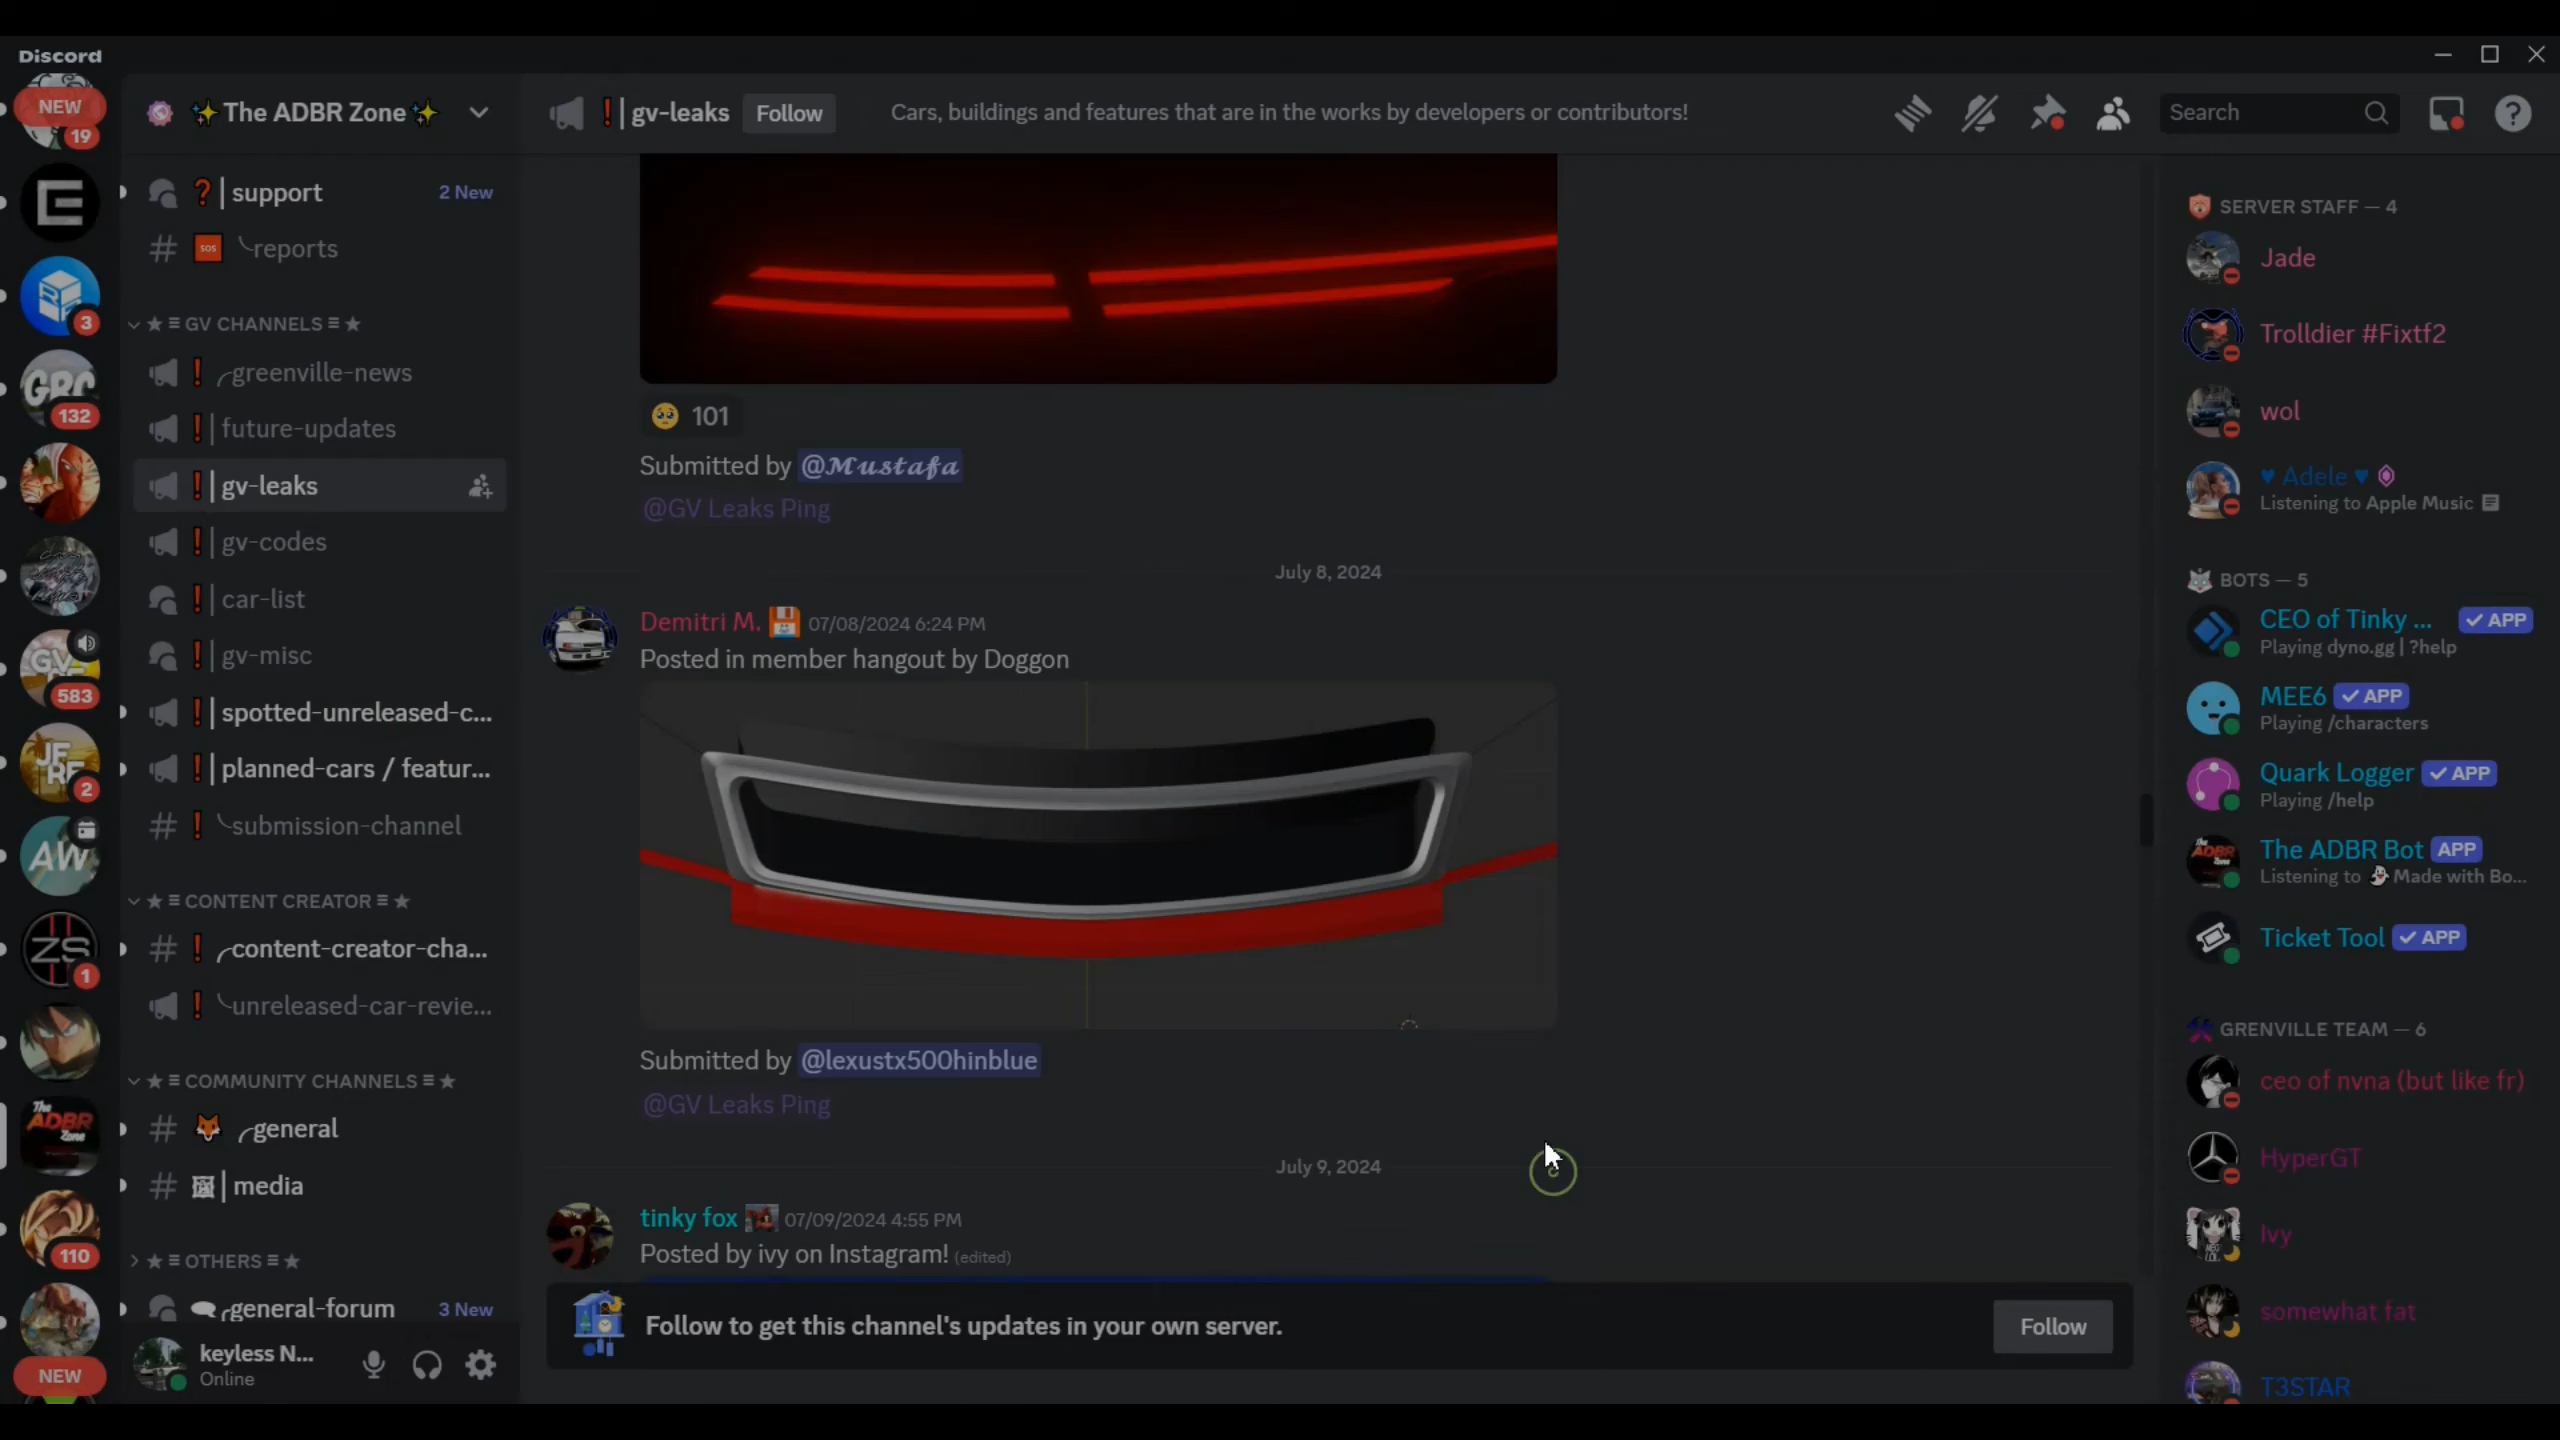 Discord
NEW
19
3
132
583
2
1
110
NEW
GRC
GV
JF
RF
AW
ZS
The
ADBR
Zone
✨The ADBR Zone✨
❓|support
2 New
reports
★ ≡ GV CHANNELS ≡ ★
❗╭greenville-news
❗|future-updates
❗|gv-leaks
❗|gv-codes
❗|car-list
❗|gv-misc
❗|spotted-unreleased-c...
❗|planned-cars / featur...
❗╰submission-channel
★ ≡ CONTENT CREATOR ≡ ★
❗╭content-creator-cha...
❗╰unreleased-car-revie...
★ ≡ COMMUNITY CHANNELS ≡ ★
🦊╭general
🖼|media
★ ≡ OTHERS ≡ ★
🗨╭general-forum
3 New
keyless N...
Online
❗|gv-leaks
Follow
Cars, buildings and features that are in the works by developers or contributors!
Search
🥺 101
Submitted by @𝓜𝓾𝓼𝓽𝓪𝓯𝓪
@GV Leaks Ping
July 8, 2024
Demitri M. 💾 07/08/2024 6:24 PM
Posted in member hangout by Doggon
Submitted by @lexustx500hinblue
@GV Leaks Ping
July 9, 2024
tinky fox 07/09/2024 4:55 PM
Posted by ivy on Instagram! (edited)
Follow to get this channel's updates in your own server.
Follow
SERVER STAFF — 4
Jade
Trolldier #Fixtf2
wol
♥ Adele ♥
Listening to Apple Music
BOTS — 5
CEO of Tinky ... ✓ APP
Playing dyno.gg | ?help
MEE6 ✓ APP
Playing /characters
Quark Logger ✓ APP
Playing /help
The ADBR Bot APP
Listening to 👻Made with Bo...
Ticket Tool ✓ APP
GRENVILLE TEAM — 6
ceo of nvna (but like fr)
HyperGT
Ivy
somewhat fat
T3STAR